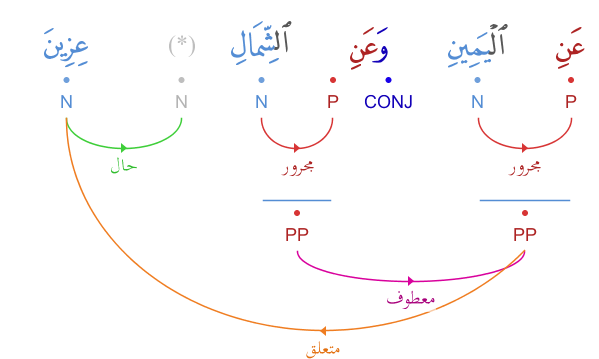 عَنِ ٱلْيَمِينِ وَعَنِ ٱلشِّمَالِ (*) عِزِينَ
P N CONJ P N N N
مجرور مجرور حال
PP PP
معطوف
متعلق